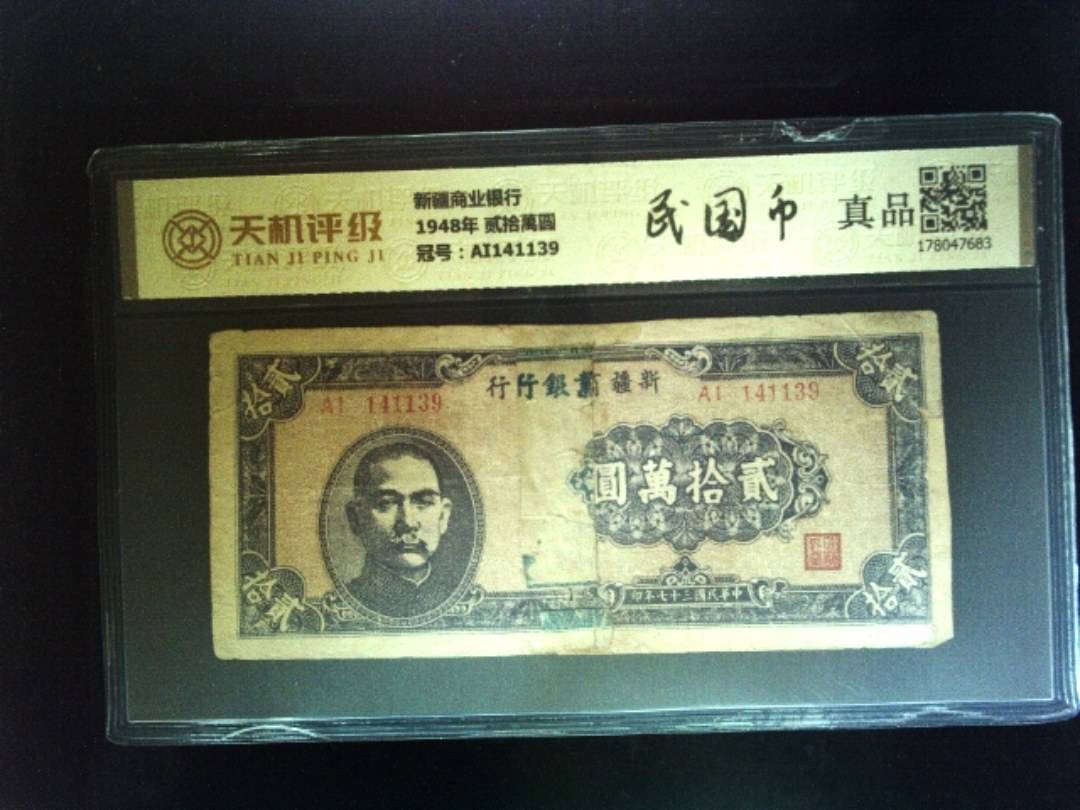 天机评级
TIAN JI PING JI
新疆商业银行
1948年 贰拾萬圓
冠号：AI141139
民国币
真品
178047683
行行銀業商疆新
AI 141139
AI 141139
拾貳
拾貳
圓萬拾貳
印年七十三國民華中
拾貳
拾貳